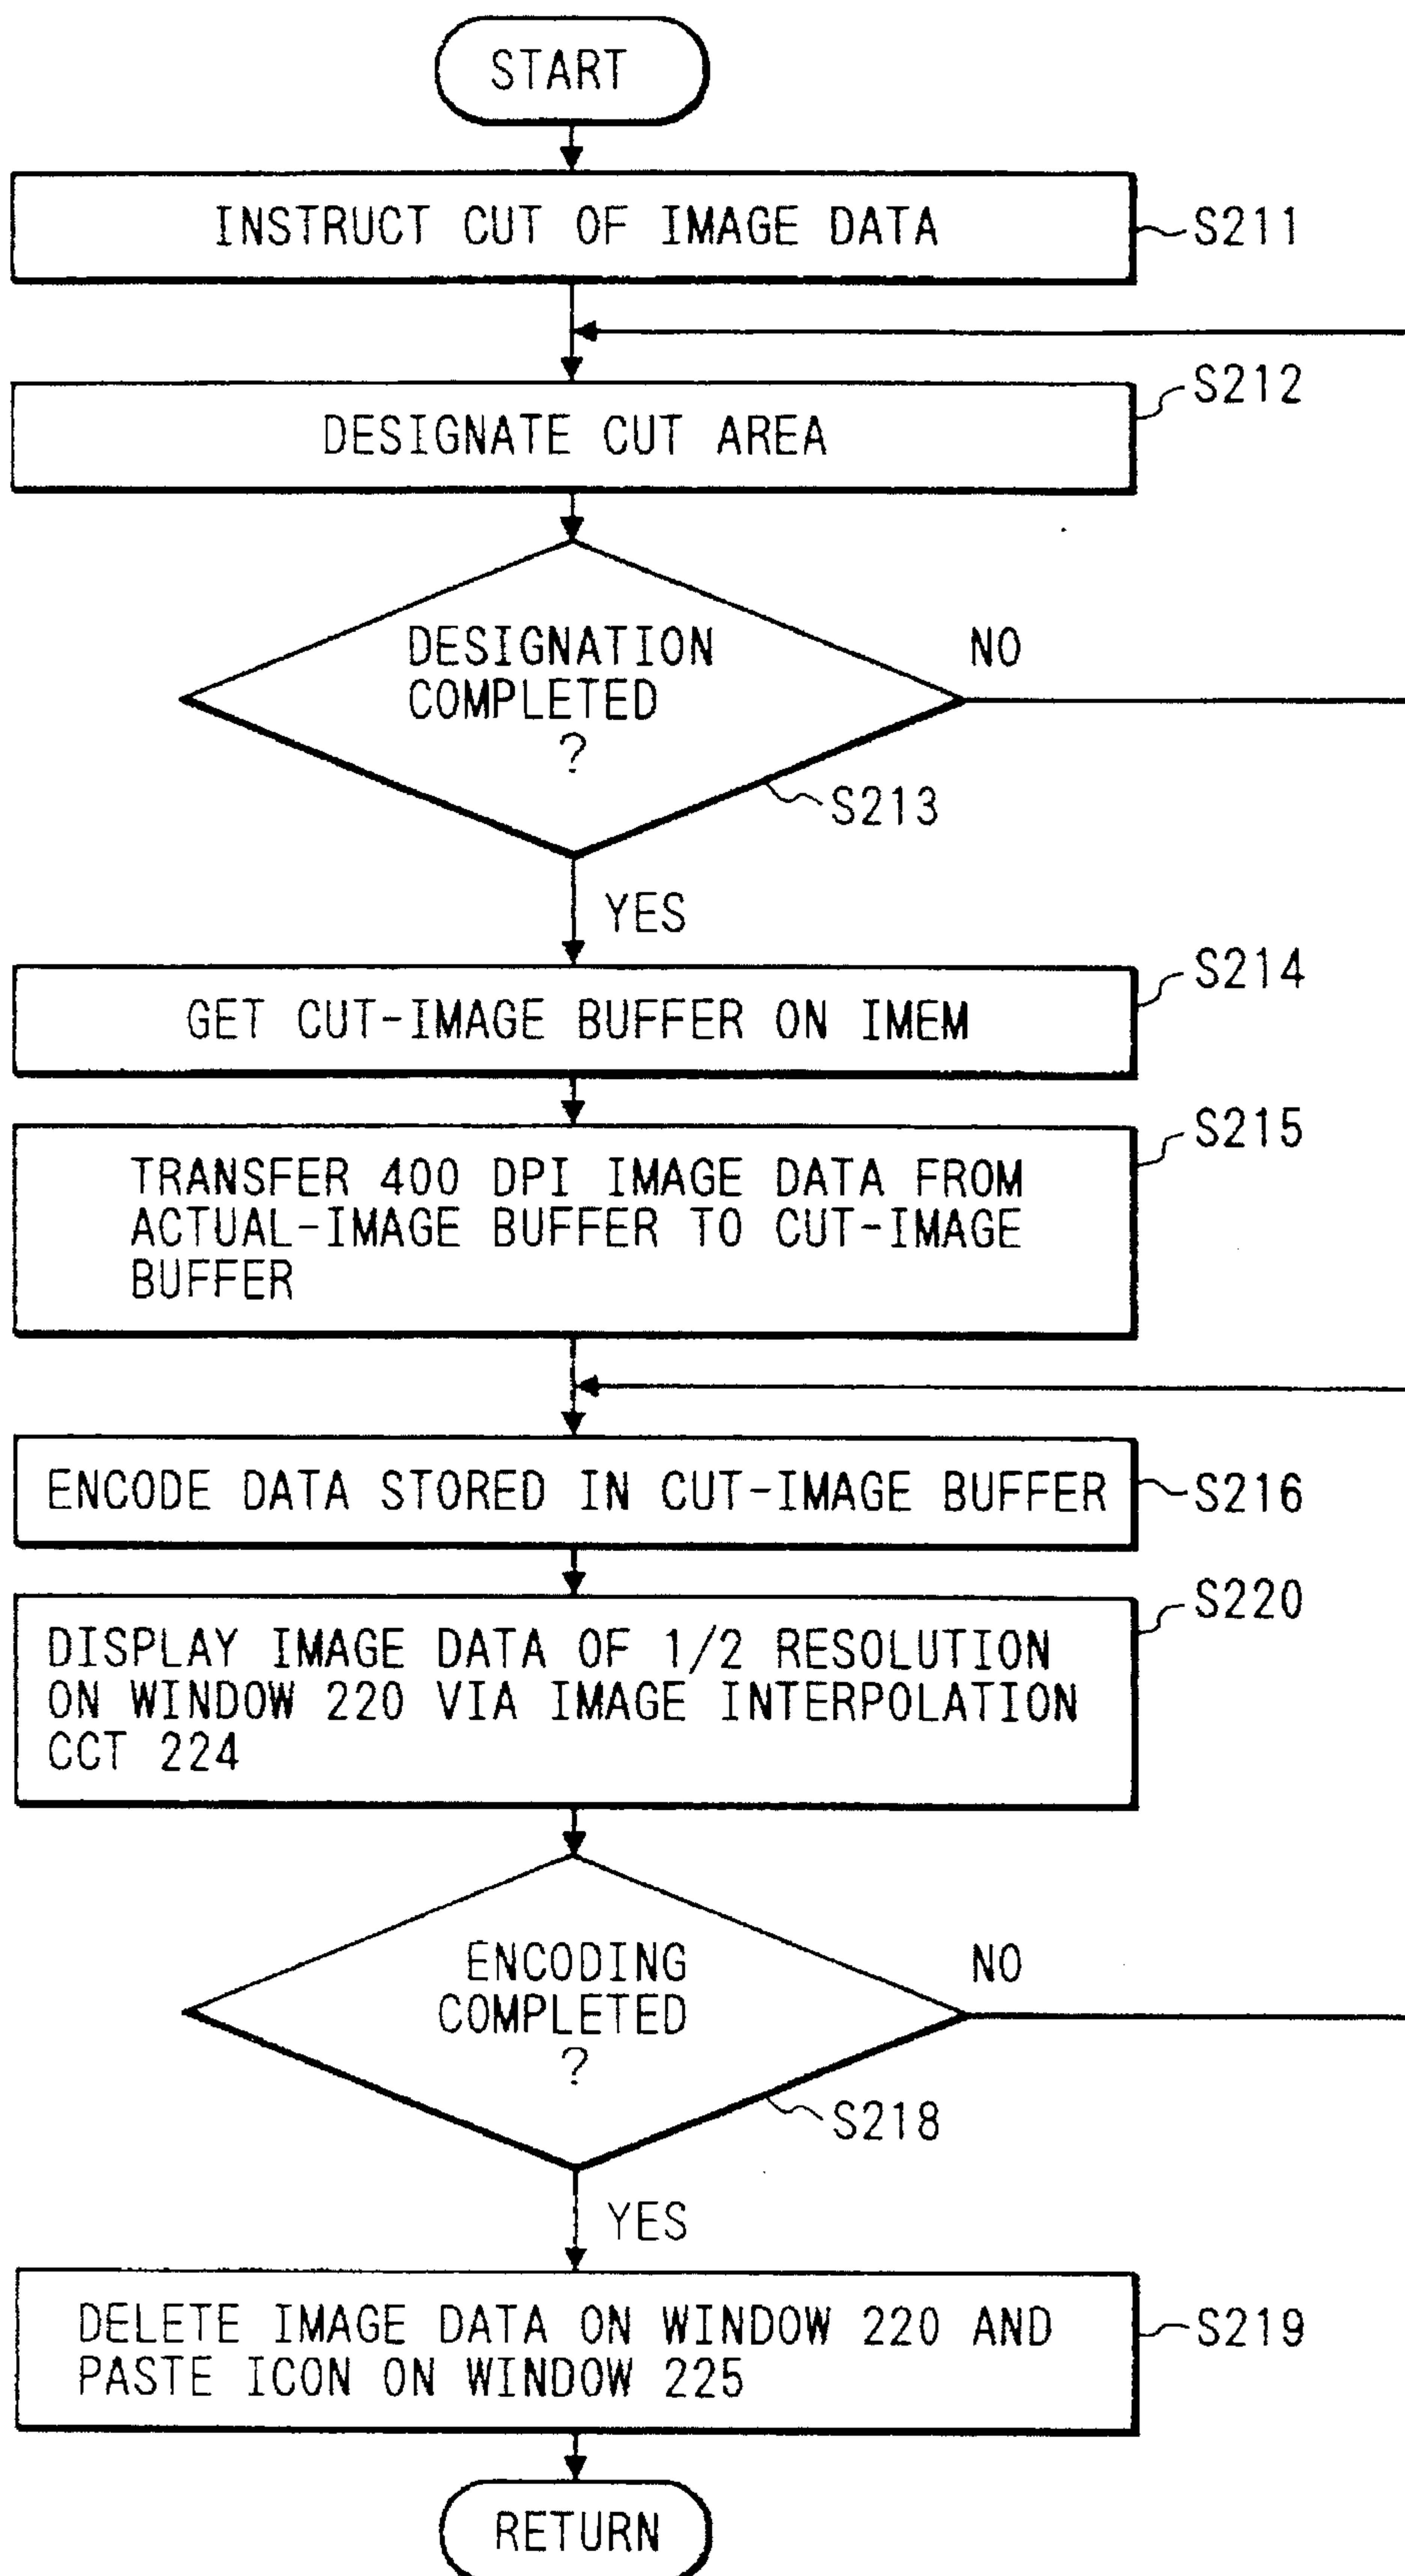 START
INSTRUCT CUT OF IMAGE DATA
S211
S212
DESIGNATE CUT AREA
DESIGNATION
COMPLETED
?
NO
S213
YES
S214
GET CUT-IMAGE BUFFER ON IMEM
S215
TRANSFER 400 DPI IMAGE DATA FROM
ACTUAL-IMAGE BUFFER TO CUT-IMAGE
BUFFER
ENCODE DATA STORED IN CUT-IMAGE BUFFER
S216
S220
DISPLAY IMAGE DATA OF 1/2 RESOLUTION
ON WINDOW 220 VIA IMAGE INTERPOLATION
CCT 224
ENCODING
COMPLETED
?
NO
S218
YES
DELETE IMAGE DATA ON WINDOW 220 AND
PASTE ICON ON WINDOW 225
S219
RETURN